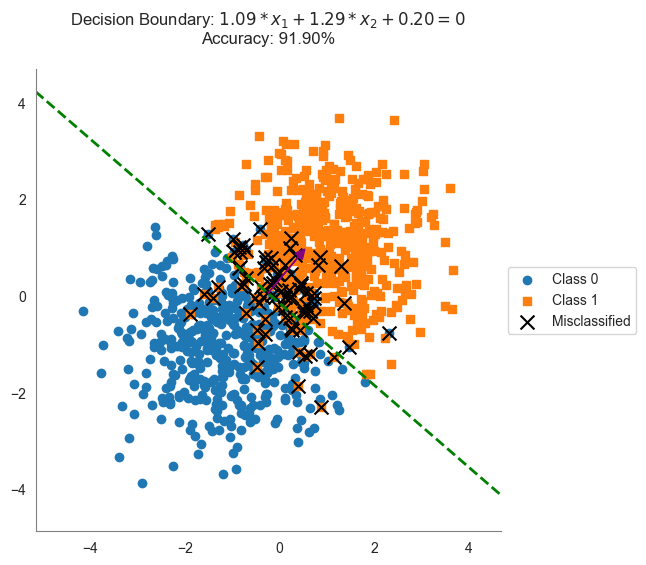 Decision Boundary: 1.09 * x₁ + 1.29 * x₂ + 0.20 = 0
Accuracy: 91.90%
4
2
0
−2
−4
−4 −2 0 2 4
Class 0
Class 1
Misclassified